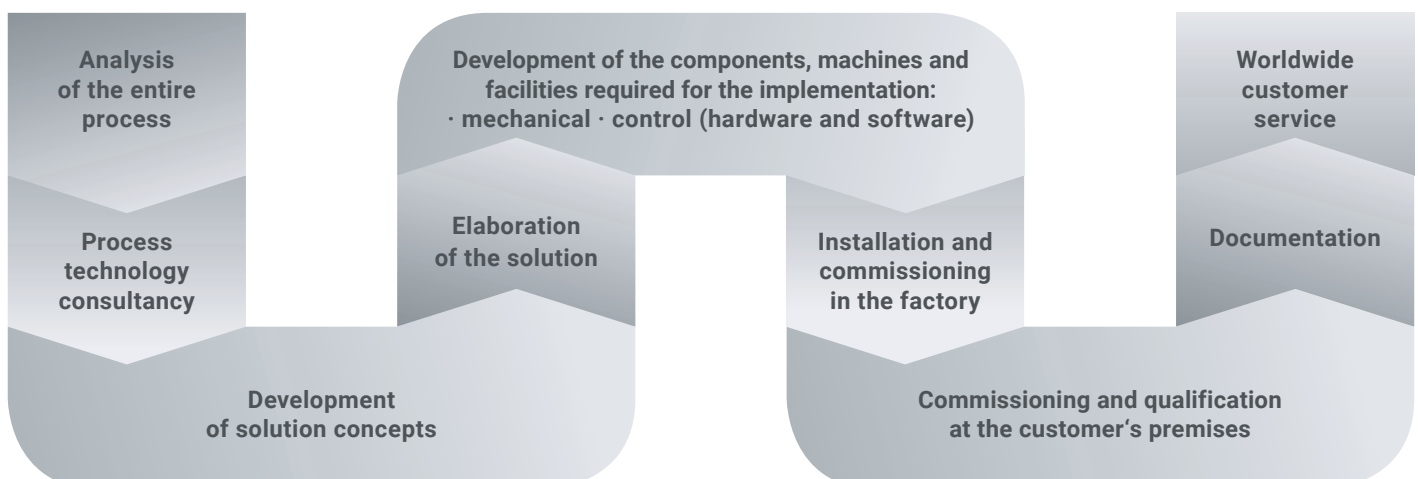 Analysis
of the entire
process
Process
technology
consultancy
Development
of solution concepts
Elaboration
of the solution
Development of the components, machines and
facilities required for the implementation:
· mechanical · control (hardware and software)
Installation and
commissioning
in the factory
Commissioning and qualification
at the customer‘s premises
Documentation
Worldwide
customer
service